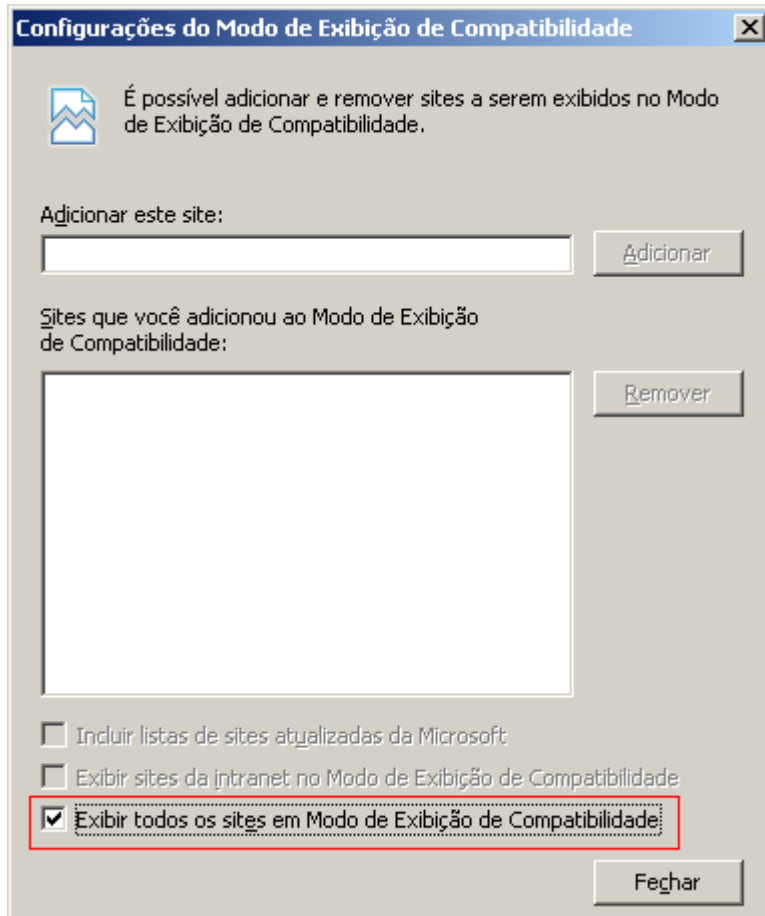 Configurações do Modo de Exibição de Compatibilidade
É possível adicionar e remover sites a serem exibidos no Modo
de Exibição de Compatibilidade.
Adicionar este site:
Adicionar
Sites que você adicionou ao Modo de Exibição
de Compatibilidade:
Remover
Incluir listas de sites atualizadas da Microsoft
Exibir sites da intranet no Modo de Exibição de Compatibilidade
Exibir todos os sites em Modo de Exibição de Compatibilidade
Fechar